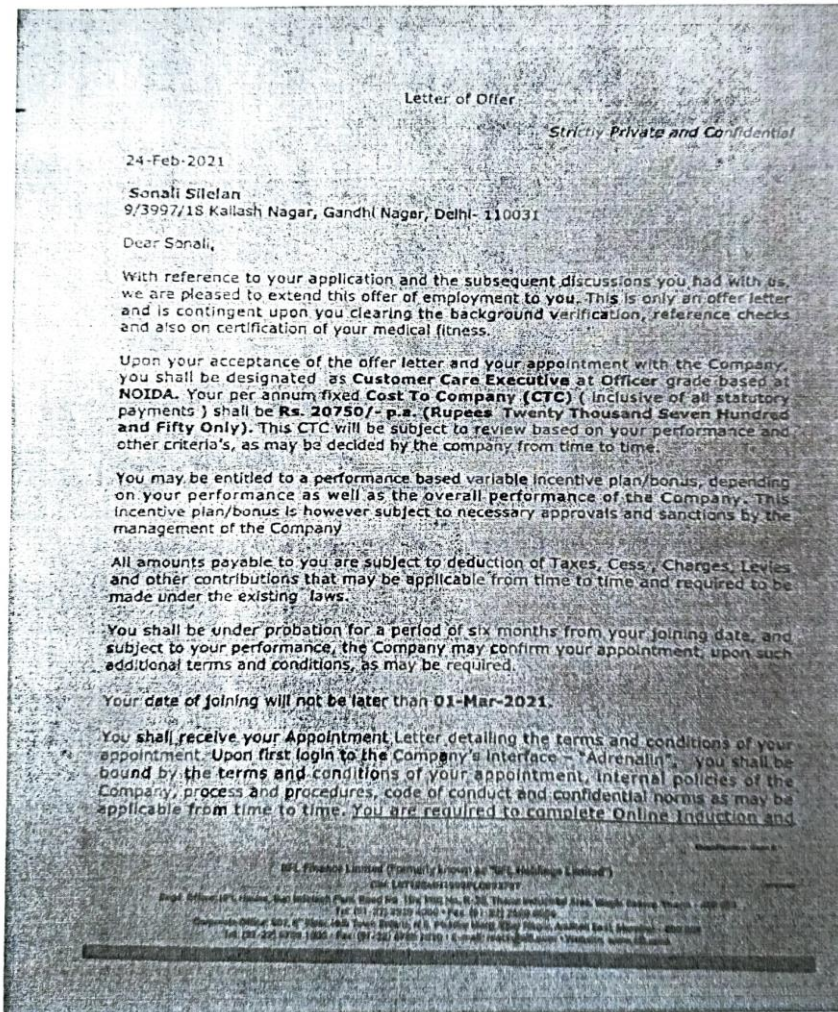 Letter of Offer
Strictly Private and Confidential
24-Feb-2021
Sonali Silelan
9/3997/18 Kailash Nagar, Gandhi Nagar, Delhi- 110031
Dear Sonali,
With reference to your application and the subsequent discussions you had with us,
we are pleased to extend this offer of employment to you. This is only an offer letter
and is contingent upon you clearing the background verification, reference checks
and also on certification of your medical fitness.
Upon your acceptance of the offer letter and your appointment with the Company,
you shall be designated as Customer Care Executive at Officer grade based at
NOIDA. Your per annum fixed Cost To Company (CTC) ( inclusive of all statutory
payments ) shall be Rs. 20750/- p.a. (Rupees Twenty Thousand Seven Hundred
and Fifty Only). This CTC will be subject to review based on your performance and
other criteria's, as may be decided by the company from time to time.
You may be entitled to a performance based variable incentive plan/bonus, depending
on your performance as well as the overall performance of the Company. This
incentive plan/bonus is however subject to necessary approvals and sanctions by the
management of the Company
All amounts payable to you are subject to deduction of Taxes, Cess, Charges, Levies
and other contributions that may be applicable from time to time and required to be
made under the existing laws.
You shall be under probation for a period of six months from your joining date, and
subject to your performance, the Company may confirm your appointment, upon such
additional terms and conditions, as may be required.
Your date of joining will not be later than 01-Mar-2021.
You shall receive your Appointment Letter detailing the terms and conditions of your
appointment. Upon first login to the Company's Interface – "Adrenalin", you shall be
bound by the terms and conditions of your appointment, internal policies of the
Company, process and procedures, code of conduct and confidential norms as may be
applicable from time to time. You are required to complete Online Induction and
IIFL Finance Limited (Formerly known as "IIFL Holdings Limited")